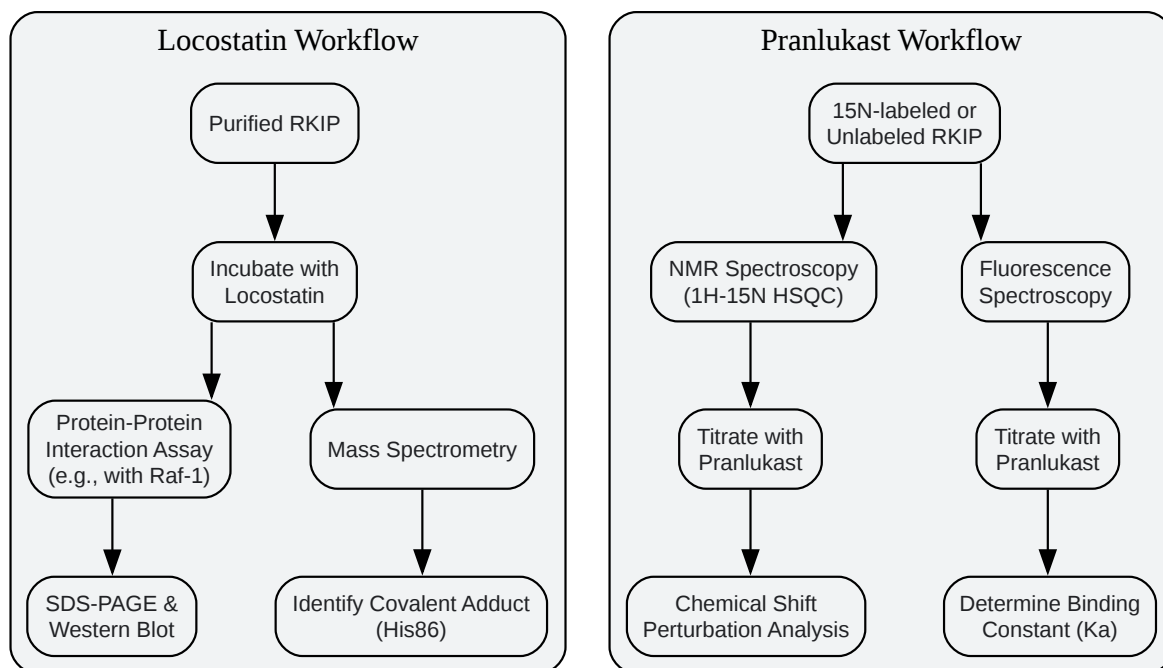 Locostatin Workflow
Purified RKIP
Incubate with
Locostatin
Protein-Protein
Interaction Assay
(e.g., with Raf-1)
Mass Spectrometry
SDS-PAGE &
Western Blot
Identify Covalent Adduct
(His86)
Pranlukast Workflow
15N-labeled or
Unlabeled RKIP
NMR Spectroscopy
(1H-15N HSQC)
Fluorescence
Spectroscopy
Titrate with
Pranlukast
Titrate with
Pranlukast
Chemical Shift
Perturbation Analysis
Determine Binding
Constant (Ka)